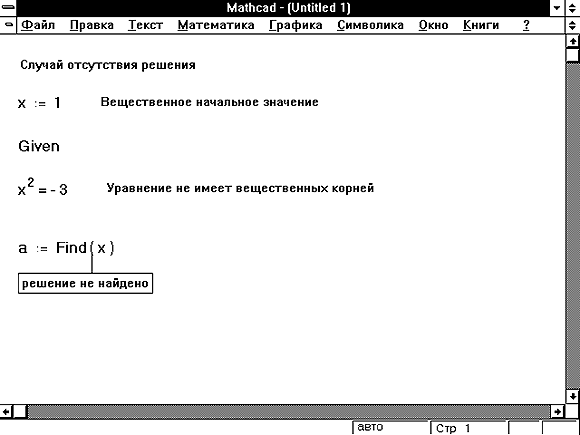 Mathcad - (Untitled 1)
Файл Правка Текст Математика Графика Символика Окно Книги ?
Случай отсутствия решения
x := 1 Вещественное начальное значение
Given
x² = - 3 Уравнение не имеет вещественных корней
a := Find ( x )
решение не найдено
авто Стр 1